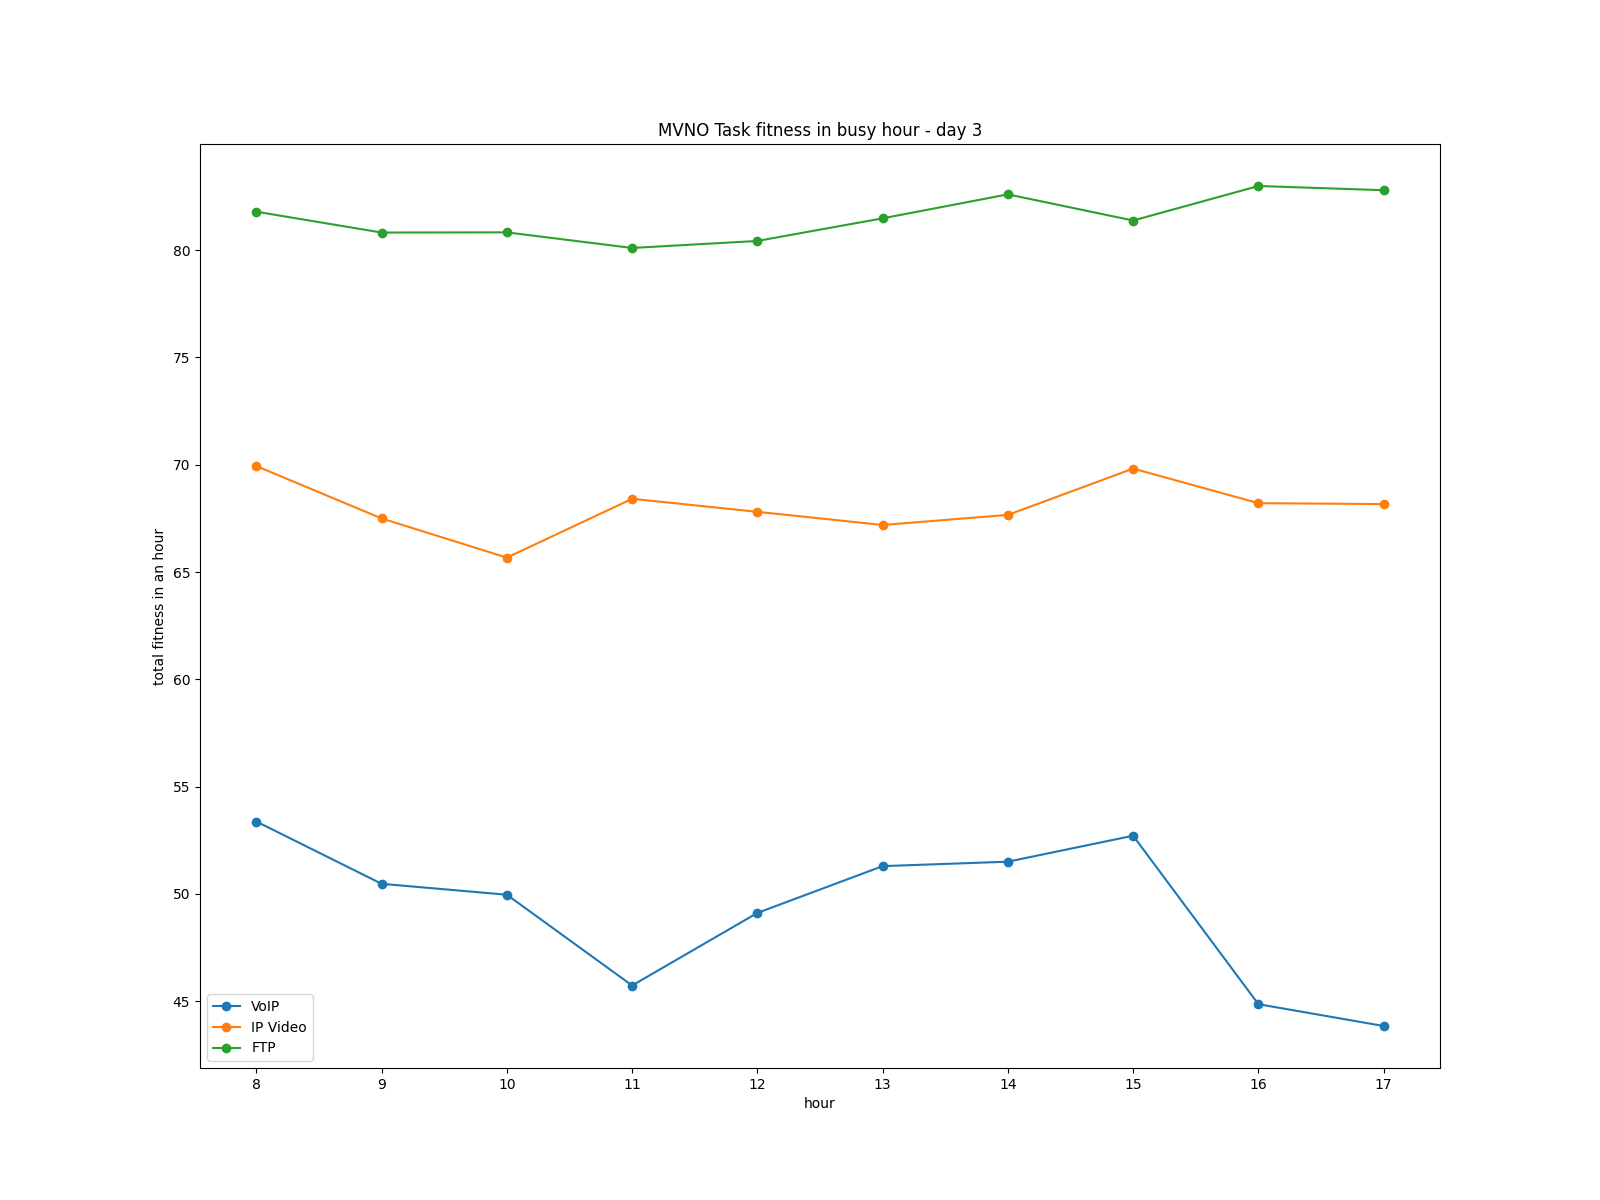 MVNO Task fitness in busy hour - day 3
total fitness in an hour
80
75
70
65
60
55
50
45
VoIP
IP Video
FTP
8 9 10 11 12 13 14 15 16 17
hour